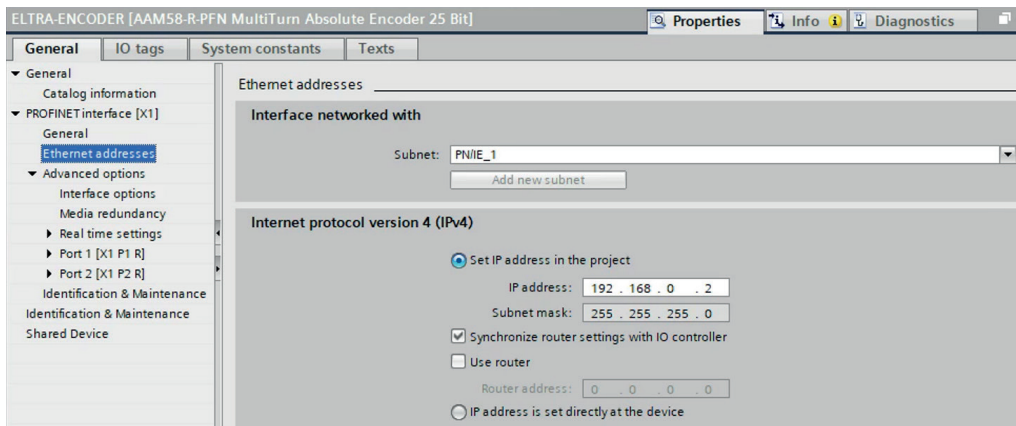 ELTRA-ENCODER [AAM58-R-PFN MultiTurn Absolute Encoder 25 Bit]
Properties
Info
Diagnostics
General
IO tags
System constants
Texts
General
Catalog information
PROFINET interface [X1]
General
Ethernet addresses
Advanced options
Interface options
Media redundancy
Real time settings
Port 1 [X1 P1 R]
Port 2 [X1 P2 R]
Identification & Maintenance
Identification & Maintenance
Shared Device
Ethernet addresses
Interface networked with
Subnet: PN/IE_1
Add new subnet
Internet protocol version 4 (IPv4)
Set IP address in the project
IP address: 192 . 168 . 0 . 2
Subnet mask: 255 . 255 . 255 . 0
Synchronize router settings with IO controller
Use router
Router address: 0 . 0 . 0 . 0
IP address is set directly at the device